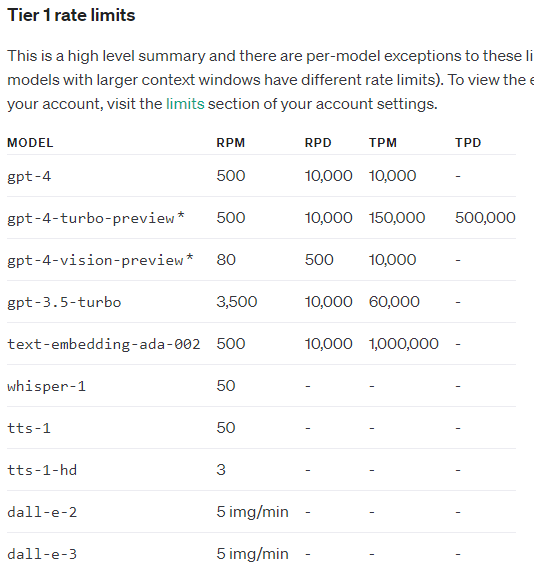 Tier 1 rate limits
This is a high level summary and there are per-model exceptions to these
models with larger context windows have different rate limits). To view the
your account, visit the limits section of your account settings.
MODEL RPM RPD TPM TPD
gpt-4 500 10,000 10,000 -
gpt-4-turbo-preview* 500 10,000 150,000 500,000
gpt-4-vision-preview* 80 500 10,000 -
gpt-3.5-turbo 3,500 10,000 60,000 -
text-embedding-ada-002 500 10,000 1,000,000 -
whisper-1 50 - - -
tts-1 50 - - -
tts-1-hd 3 - - -
dall-e-2 5 img/min - - -
dall-e-3 5 img/min - - -